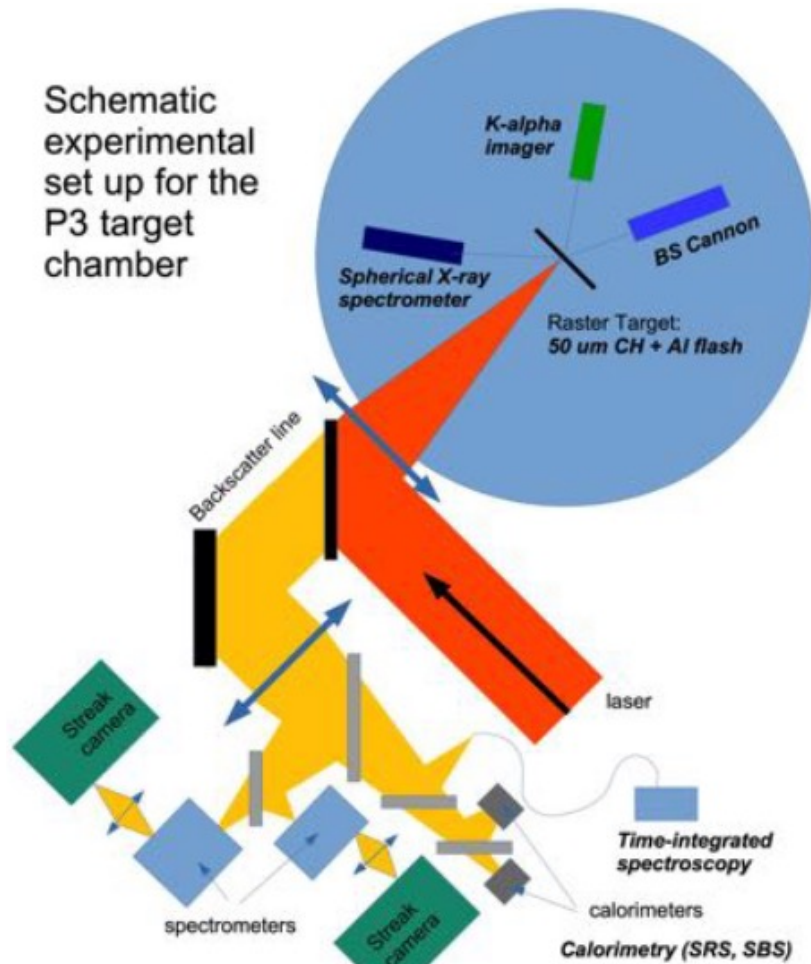 Schematic
experimental
set up for the
P3 target
chamber
K-alpha
imager
BS Cannon
Spherical X-ray
spectrometer
Raster Target:
50 um CH + Al flash
Backscatter line
laser
Streak
camera
Time-integrated
spectroscopy
spectrometers
calorimeters
Streak
camera
Calorimetry (SRS, SBS)